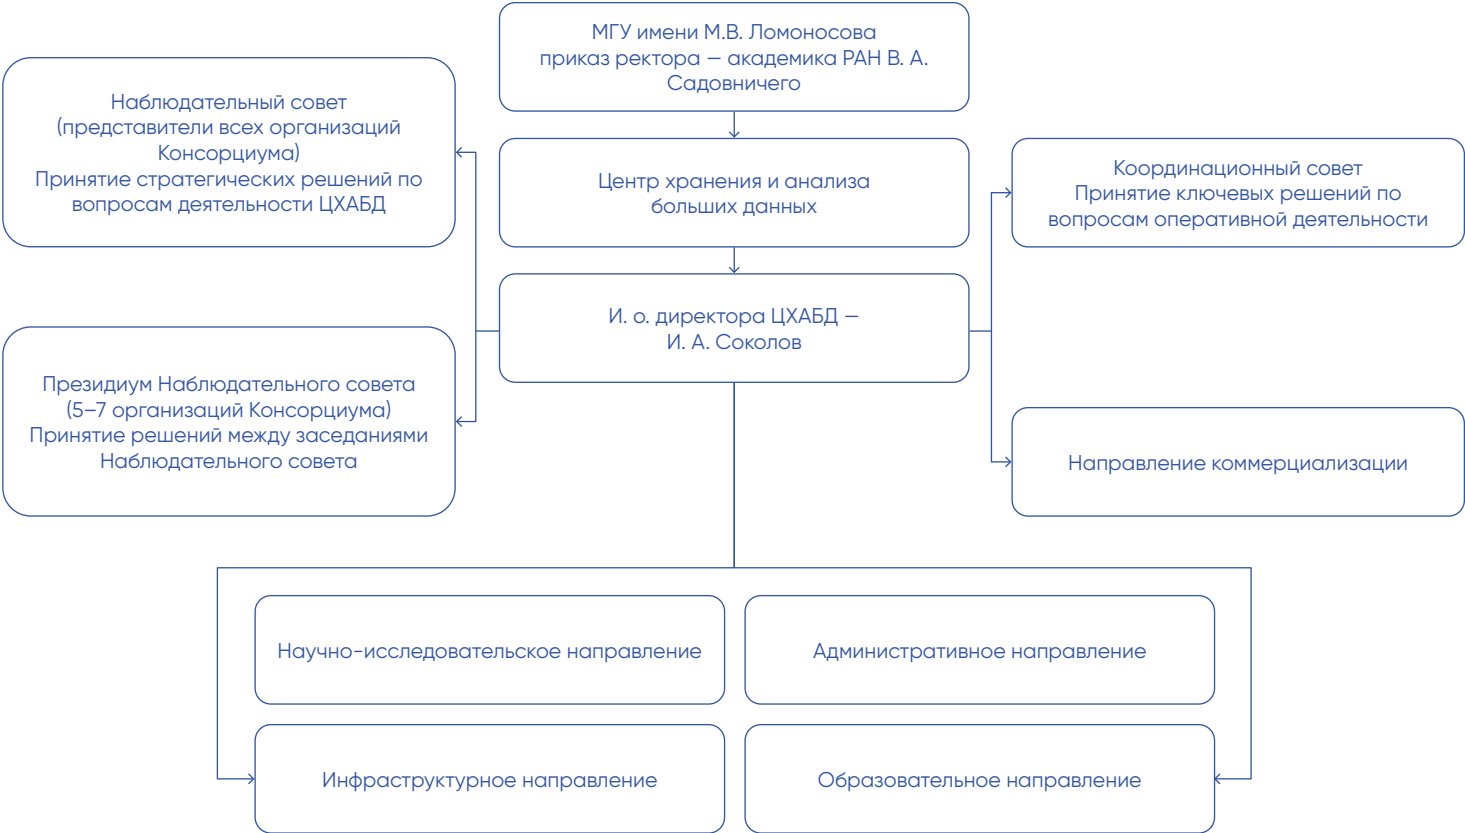 МГУ имени М.В. Ломоносова
приказ ректора — академика РАН В. А.
Садовничего
Наблюдательный совет
(представители всех организаций
Консорциума)
Принятие стратегических решений по
вопросам деятельности ЦХАБД
Центр хранения и анализа
больших данных
Координационный совет
Принятие ключевых решений по
вопросам оперативной деятельности
И. о. директора ЦХАБД —
И. А. Соколов
Президиум Наблюдательного совета
(5–7 организаций Консорциума)
Принятие решений между заседаниями
Наблюдательного совета
Направление коммерциализации
Научно-исследовательское направление
Административное направление
Инфраструктурное направление
Образовательное направление